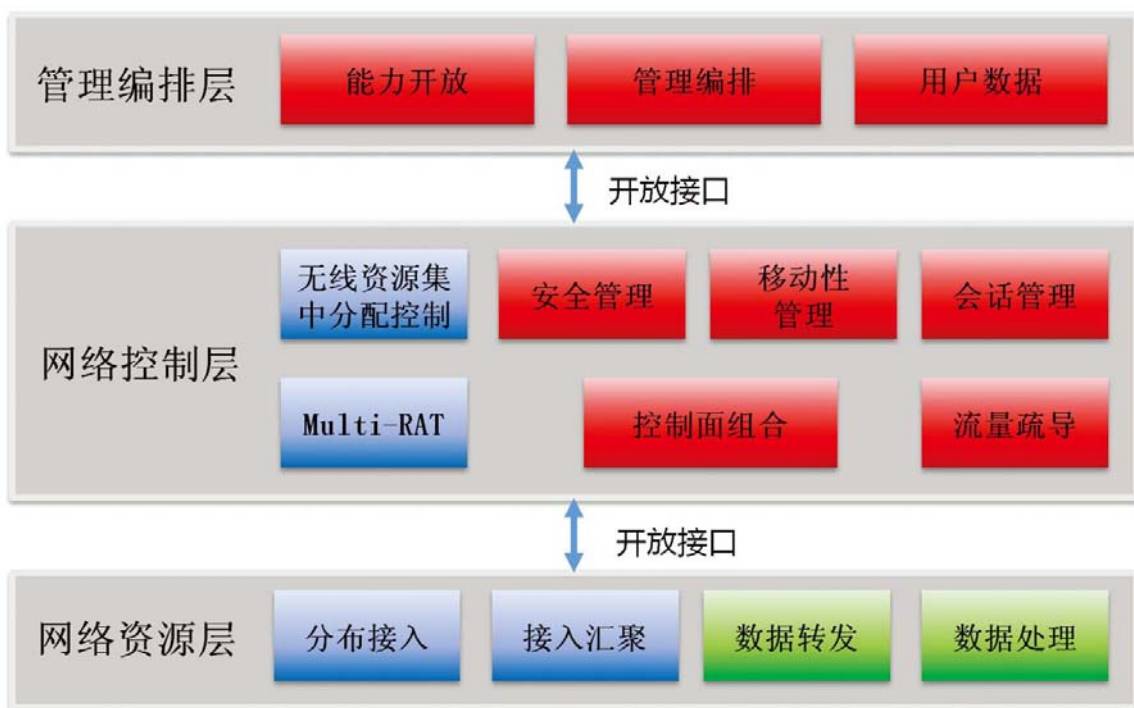 管理编排层
能力开放
管理编排
用户数据
开放接口
网络控制层
无线资源集
中分配控制
安全管理
移动性
管理
会话管理
Multi-RAT
控制面组合
流量疏导
开放接口
网络资源层
分布接入
接入汇聚
数据转发
数据处理